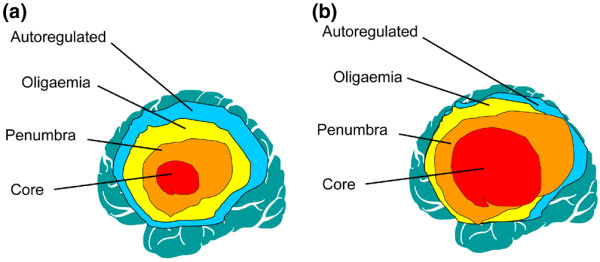 (a)
Autoregulated
Oligaemia
Penumbra
Core
(b)
Autoregulated
Oligaemia
Penumbra
Core